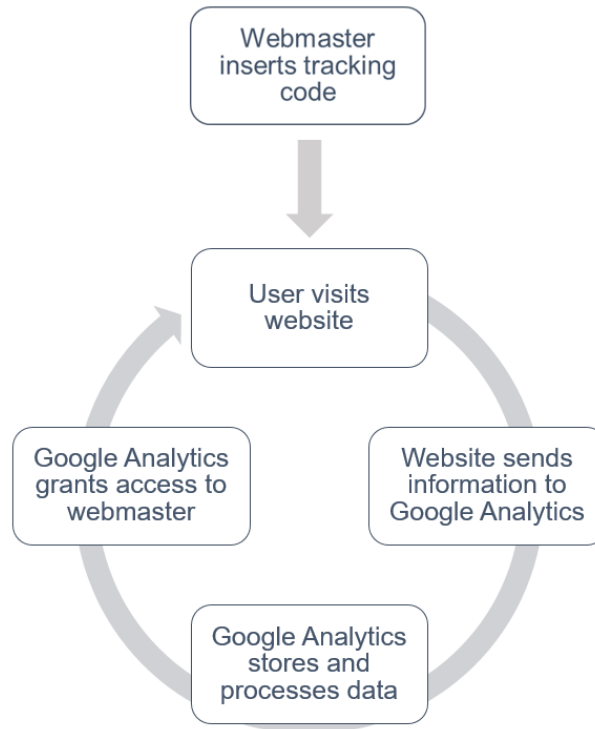 Webmaster
inserts tracking
code
User visits
website
Google Analytics
grants access to
webmaster
Website sends
information to
Google Analytics
Google Analytics
stores and
processes data